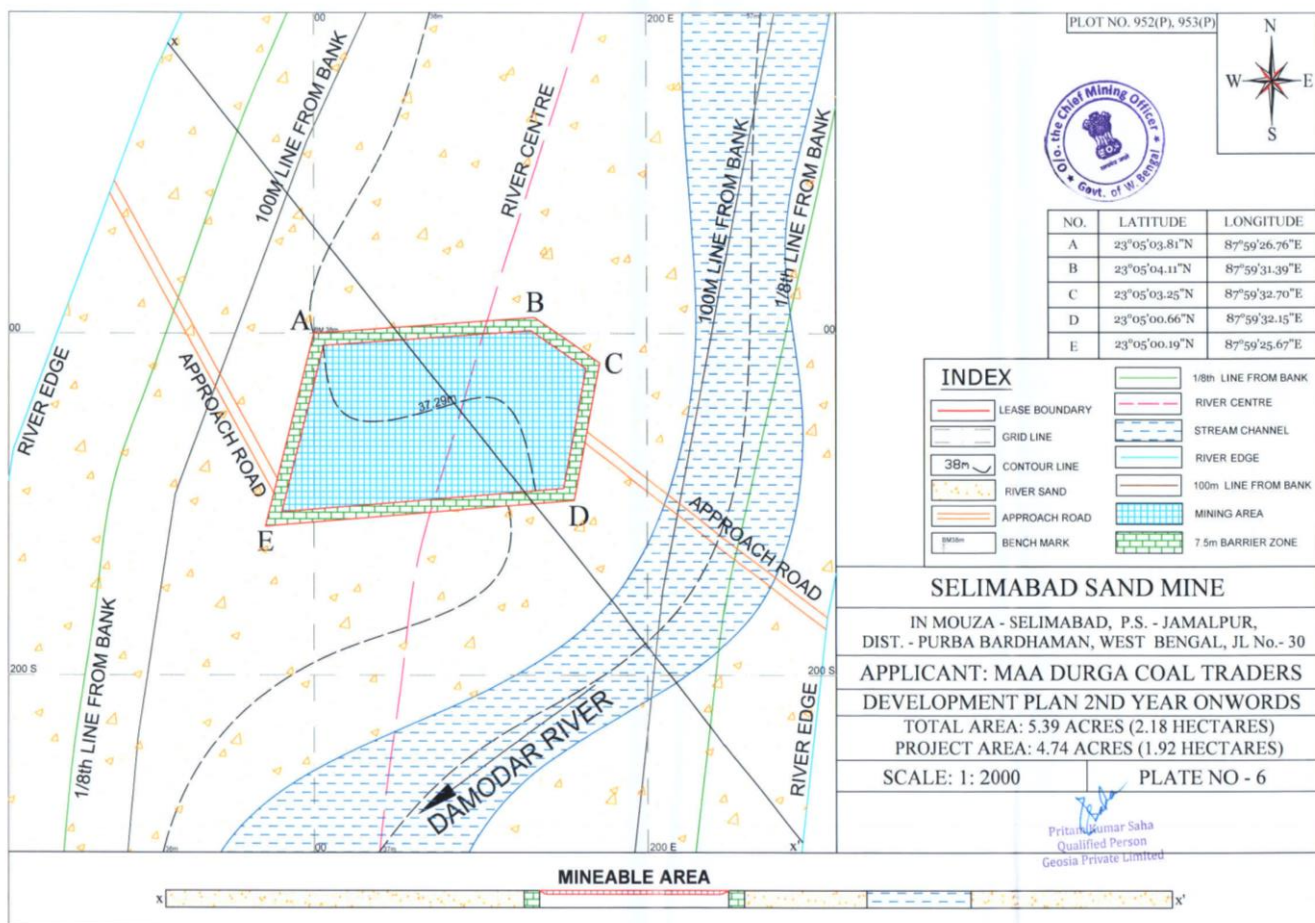 00
38m
200 E
37m
PLOT NO. 952(P), 953(P)
N
W
E
S
O/o. the Chief Mining Officer
Govt. of W. Bengal
x
100M LINE FROM BANK
RIVER CENTRE
100M LINE FROM BANK
1/8th LINE FROM BANK
NO. LATITUDE LONGITUDE
A 23°05'03.81"N 87°59'26.76"E
B 23°05'04.11"N 87°59'31.39"E
C 23°05'03.25"N 87°59'32.70"E
D 23°05'00.66"N 87°59'32.15"E
E 23°05'00.19"N 87°59'25.67"E
00
A
BM 38m
B
00
C
RIVER EDGE
APPROACH ROAD
37.29m
E
D
APPROACH ROAD
INDEX
LEASE BOUNDARY
GRID LINE
38m CONTOUR LINE
RIVER SAND
APPROACH ROAD
BM38m BENCH MARK
1/8th LINE FROM BANK
RIVER CENTRE
STREAM CHANNEL
RIVER EDGE
100m LINE FROM BANK
MINING AREA
7.5m BARRIER ZONE
200 S
200 S
1/8th LINE FROM BANK
DAMODAR RIVER
RIVER EDGE
38m
00
37m
200 E
x'
SELIMABAD SAND MINE
IN MOUZA - SELIMABAD, P.S. - JAMALPUR,
DIST. - PURBA BARDHAMAN, WEST BENGAL, JL No.- 30
APPLICANT: MAA DURGA COAL TRADERS
DEVELOPMENT PLAN 2ND YEAR ONWORDS
TOTAL AREA: 5.39 ACRES (2.18 HECTARES)
PROJECT AREA: 4.74 ACRES (1.92 HECTARES)
SCALE: 1: 2000
PLATE NO - 6
Pritam Kumar Saha
Qualified Person
Geosia Private Limited
MINEABLE AREA
x
x'